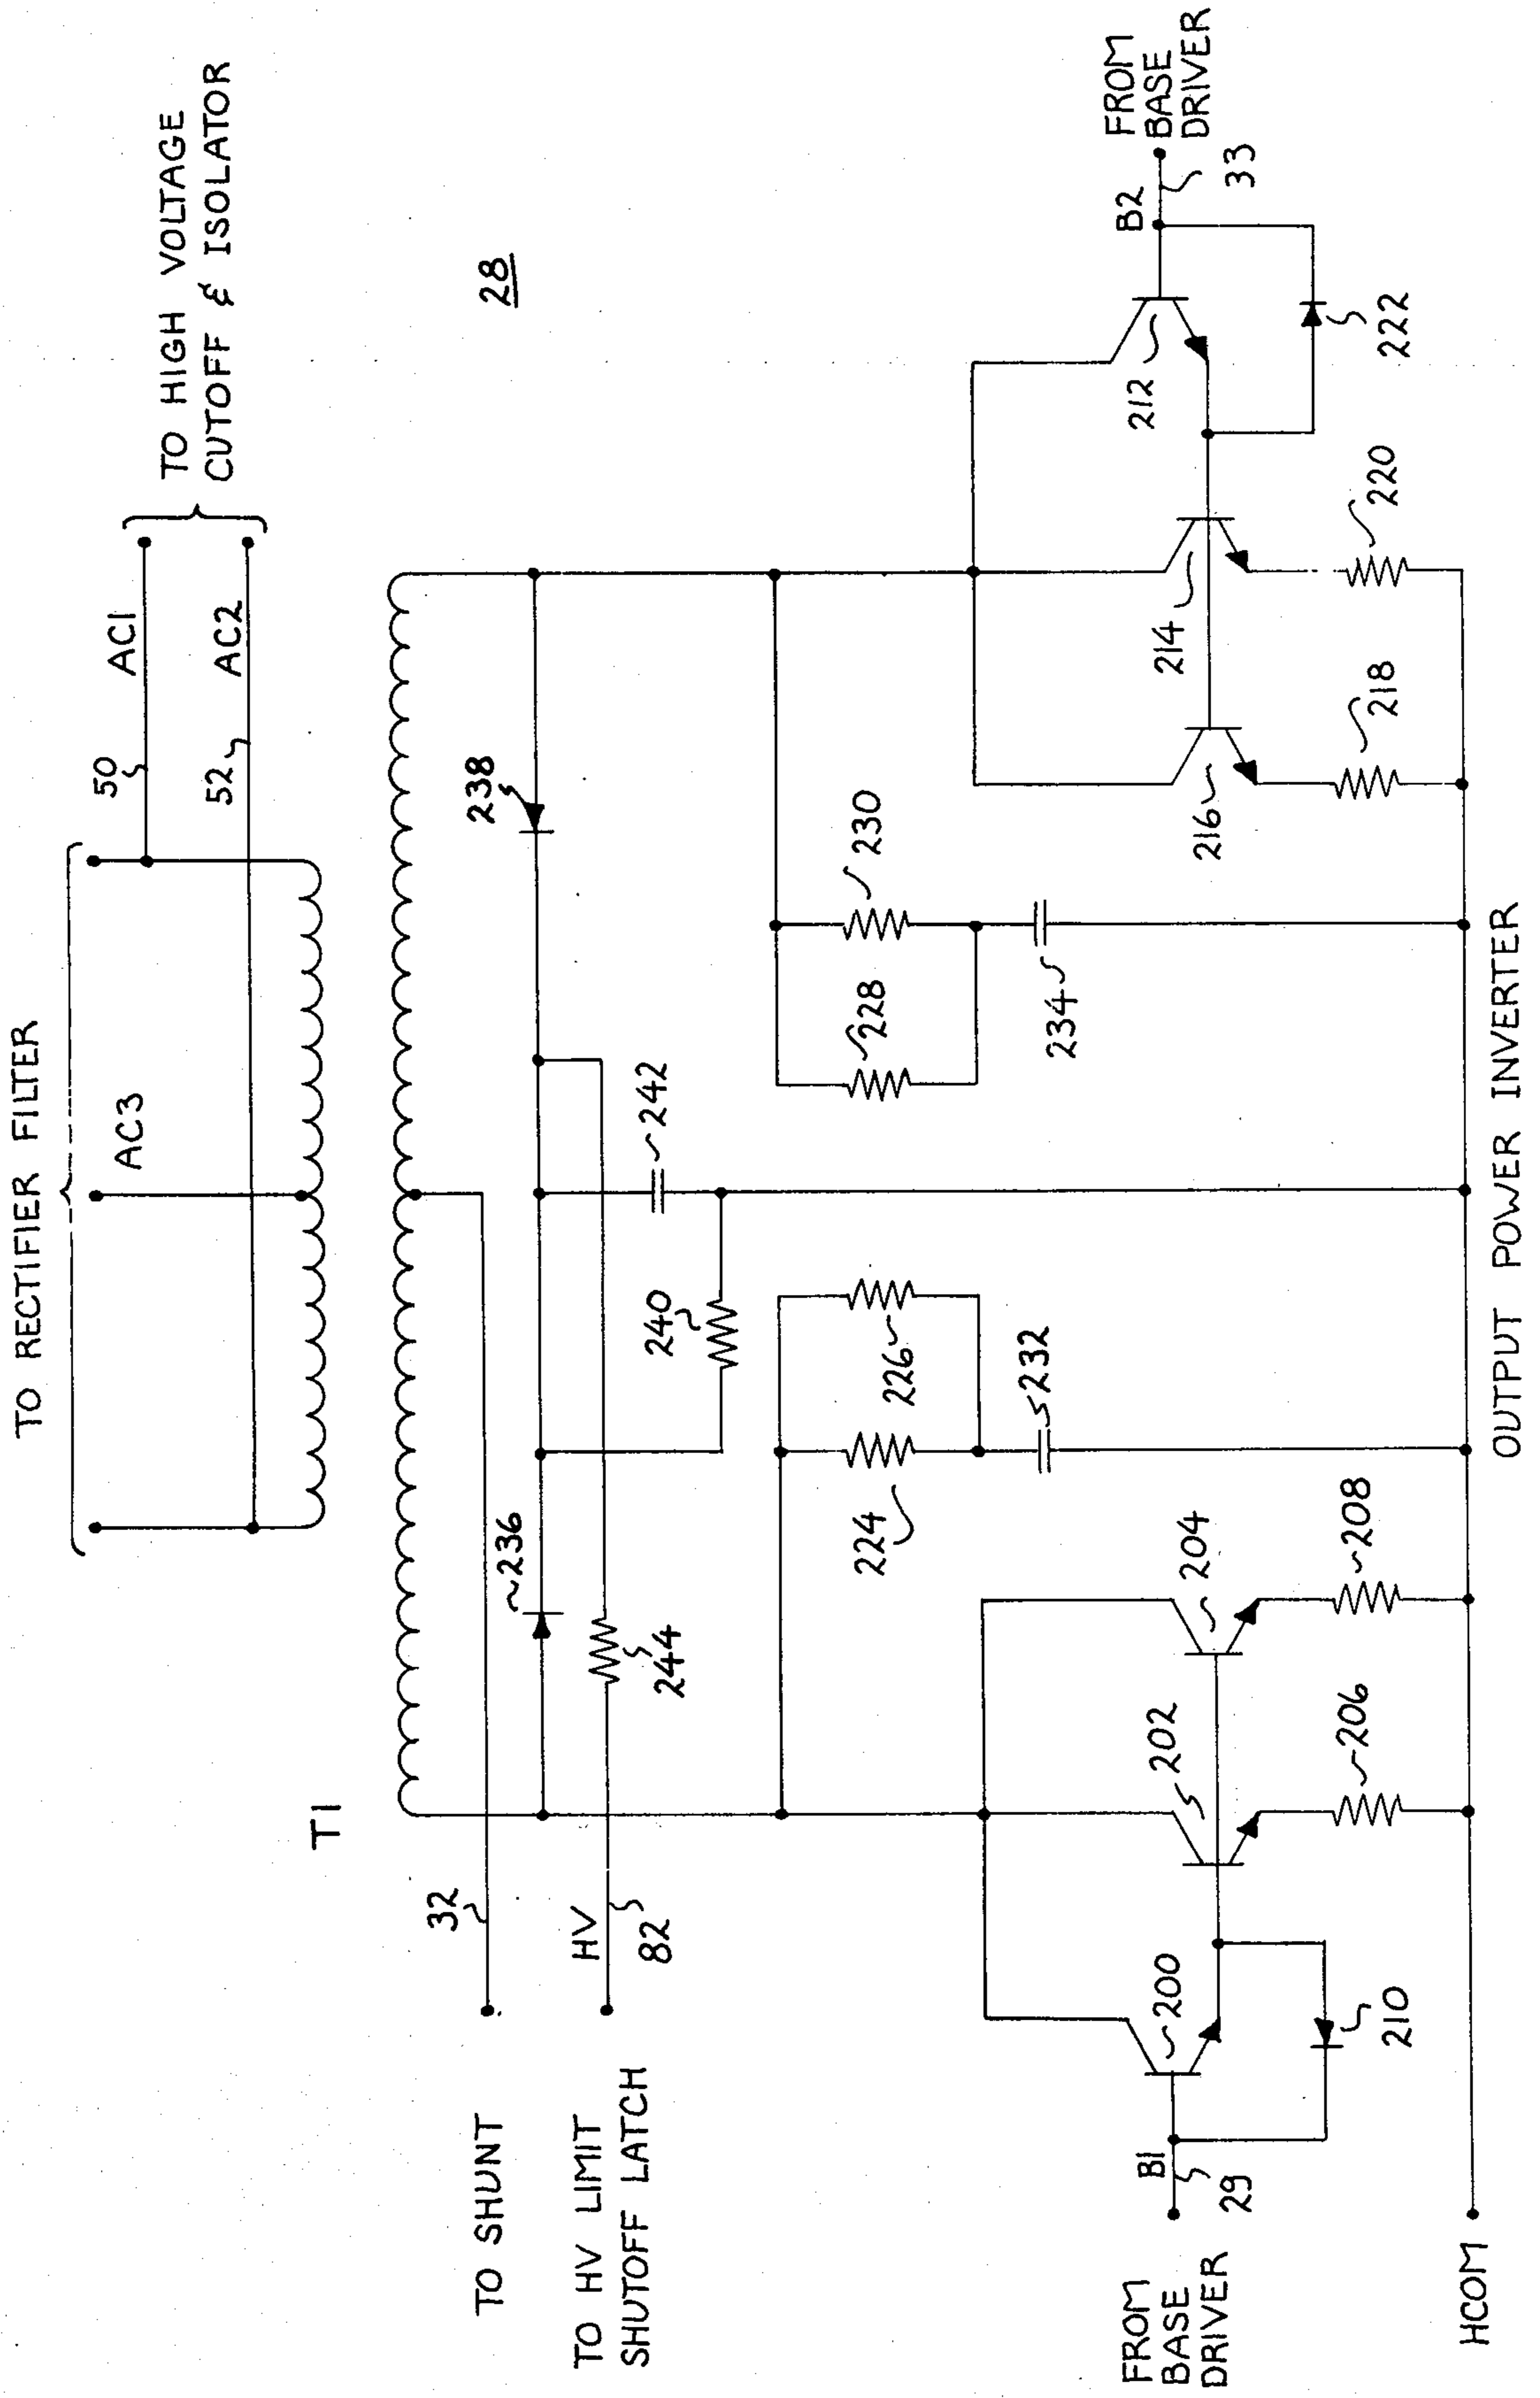 TO RECTIFIER FILTER
AC3
50
AC1
52
AC2
TO HIGH VOLTAGE
CUTOFF & ISOLATOR
T1
28
TO SHUNT
32
TO HV LIMIT
SHUTOFF LATCH
HV
82
236
244
240
242
238
224
226
232
228
230
234
FROM
BASE
DRIVER
B1
29
200
210
202
204
206
208
216
214
212
218
220
222
B2
33
FROM
BASE
DRIVER
HCOM
OUTPUT POWER INVERTER